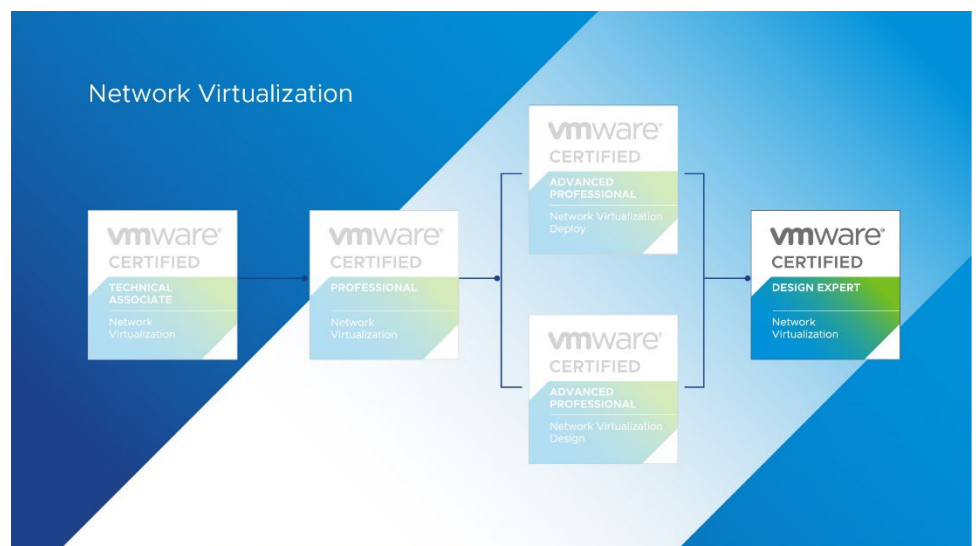 Network Virtualization
vmware®
CERTIFIED
TECHNICAL
ASSOCIATE
Network
Virtualization
vmware®
CERTIFIED
PROFESSIONAL
Network
Virtualization
vmware®
CERTIFIED
ADVANCED
PROFESSIONAL
Network Virtualization
Deploy
vmware®
CERTIFIED
ADVANCED
PROFESSIONAL
Network Virtualization
Design
vmware®
CERTIFIED
DESIGN EXPERT
Network
Virtualization